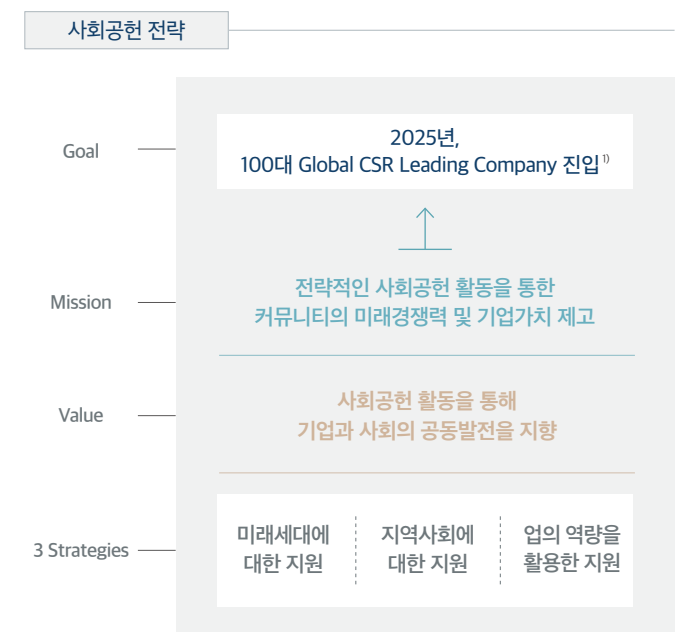 사회공헌 전략
Goal
2025년,
100대 Global CSR Leading Company 진입 1)
Mission
전략적인 사회공헌 활동을 통한
커뮤니티의 미래경쟁력 및 기업가치 제고
Value
사회공헌 활동을 통해
기업과 사회의 공동발전을 지향
3 Strategies
미래세대에
대한 지원
지역사회에
대한 지원
업의 역량을
활용한 지원